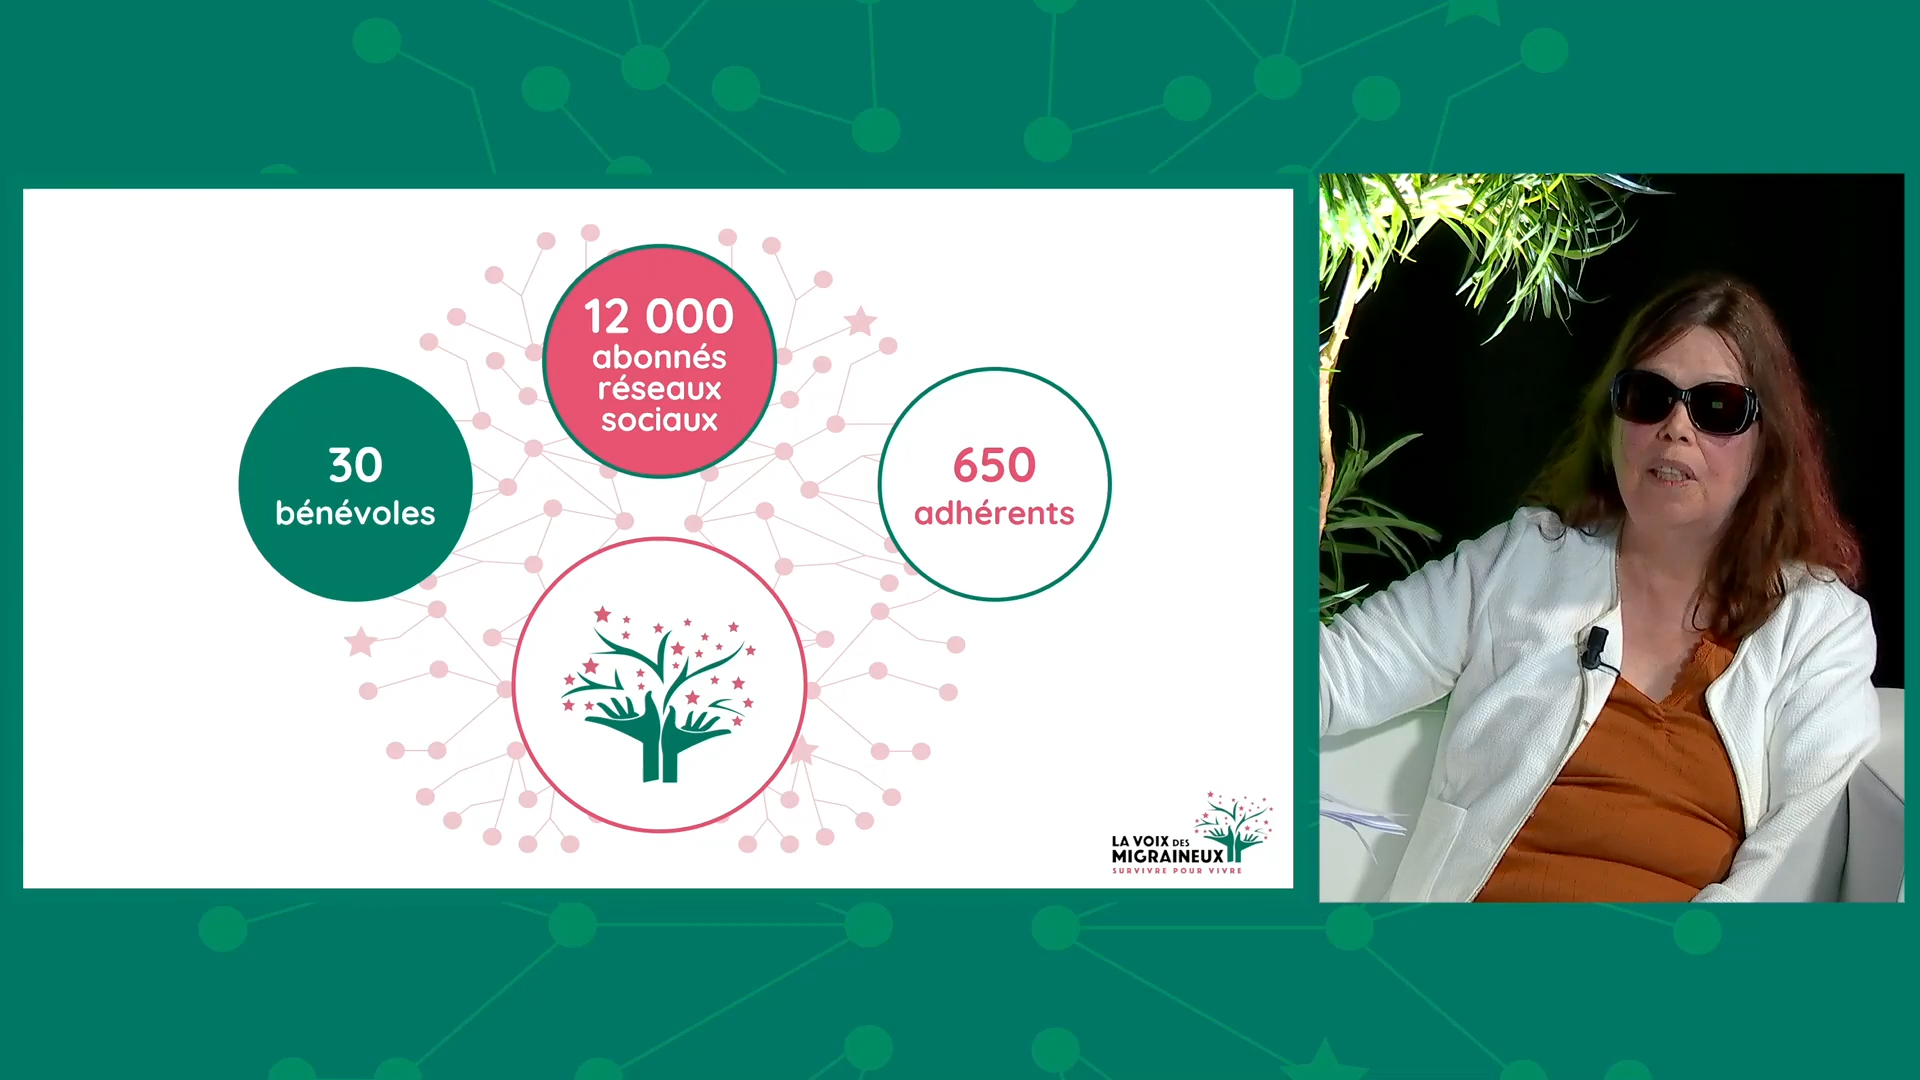 12 000
abonnés
réseaux
sociaux
30
bénévoles
650
adhérents
LA VOIX DES
MIGRAINEUX
SURVIVRE POUR VIVRE